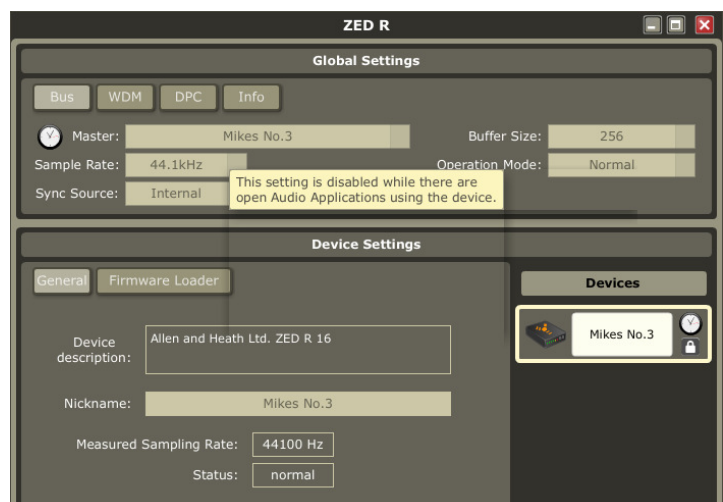 ZED R
Global Settings
Bus WDM DPC Info
Master: Mikes No.3 Buffer Size: 256
Sample Rate: 44.1kHz Operation Mode: Normal
Sync Source: Internal
This setting is disabled while there are
open Audio Applications using the device.
Device Settings
General Firmware Loader
Devices
Mikes No.3
Device
description:
Allen and Heath Ltd. ZED R 16
Nickname: Mikes No.3
Measured Sampling Rate: 44100 Hz
Status: normal